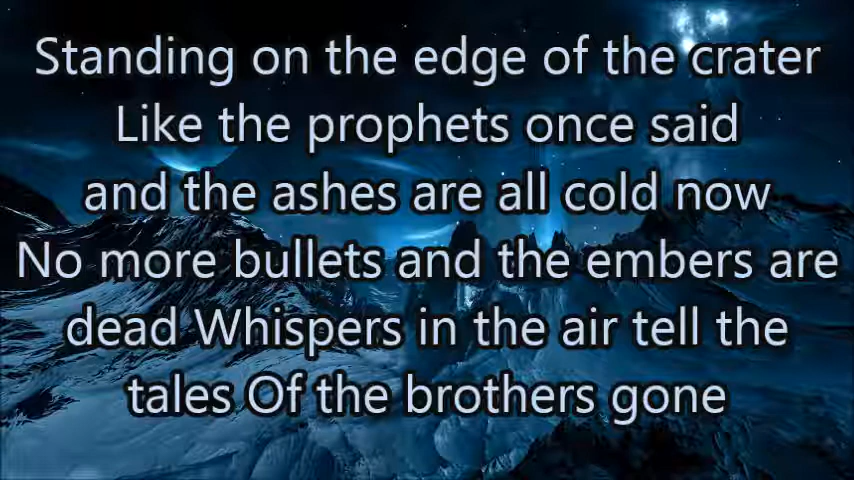 Standing on the edge of the crater
Like the prophets once said
and the ashes are all cold now
No more bullets and the embers are
dead Whispers in the air tell the
tales Of the brothers gone